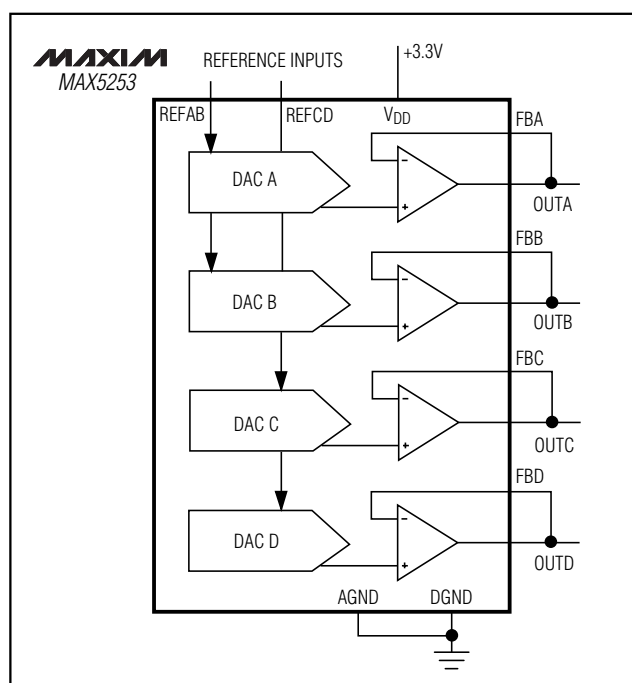 MAXIM
MAX5253
REFERENCE INPUTS
+3.3V
REFAB
REFCD
VDD
FBA
DAC A
-
+
OUTA
FBB
DAC B
-
+
OUTB
FBC
DAC C
-
+
OUTC
FBD
DAC D
-
+
OUTD
AGND
DGND